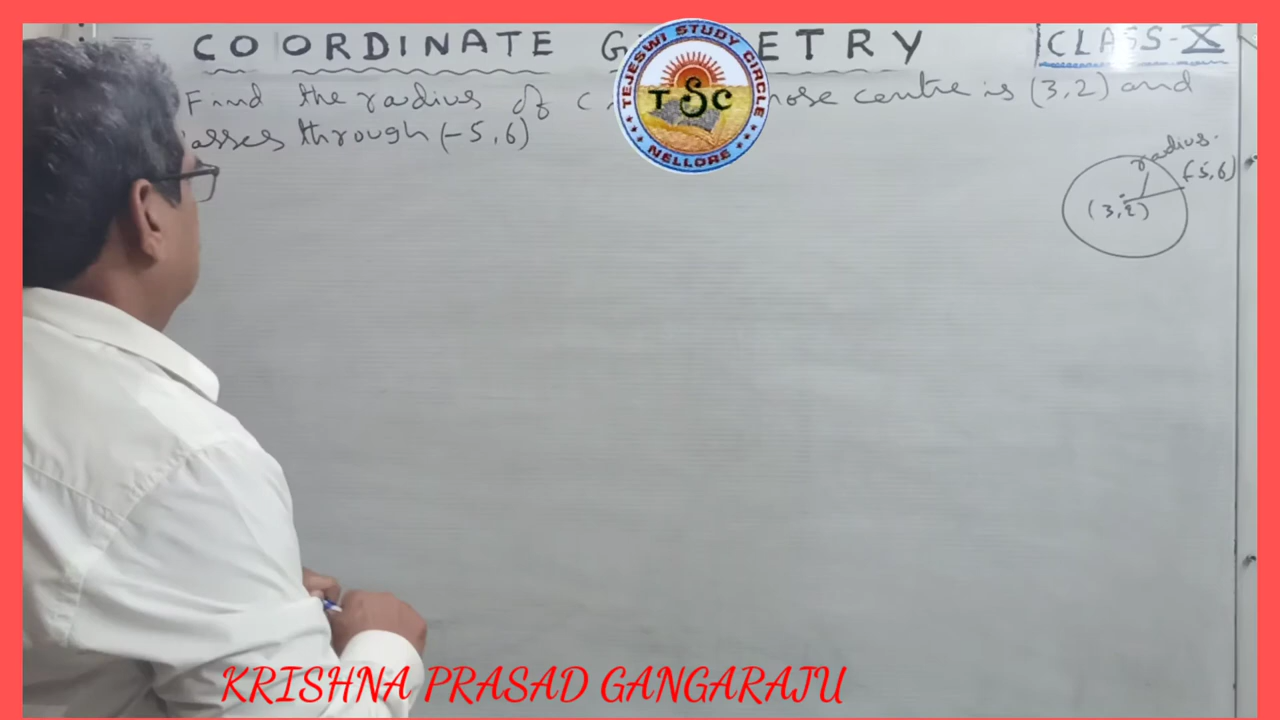 COORDINATE G ETRY
CLASS-X
Find the radius of c hose centre is (3,2) and
asses through (-5,6)
TEJESWI STUDY CIRCLE
TSC
NELLORE
radius.
(-5,6)
(3,2)
KRISHNA PRASAD GANGARAJU